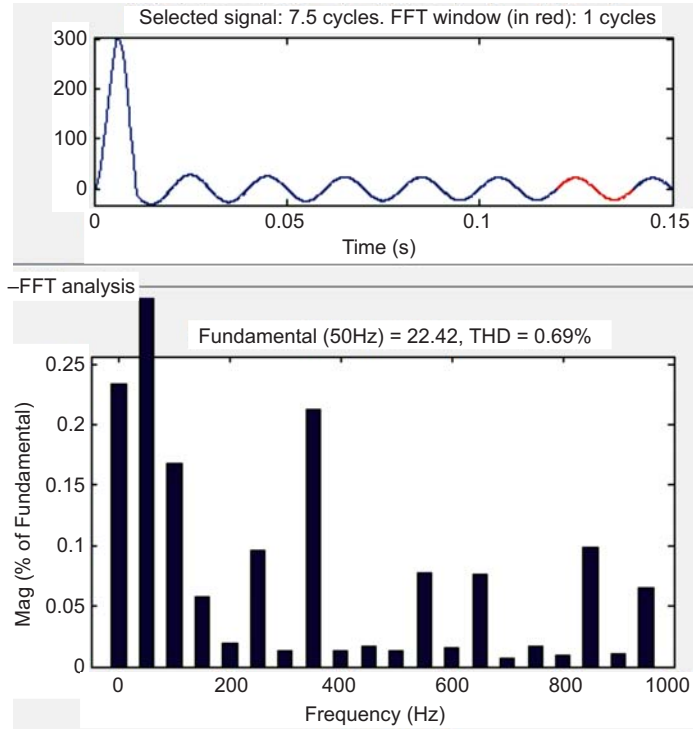 Selected signal: 7.5 cycles. FFT window (in red): 1 cycles
300
200
100
0
0 0.05 0.1 0.15
Time (s)
–FFT analysis
Fundamental (50Hz) = 22.42, THD = 0.69%
0.25
0.2
0.15
0.1
0.05
0
Mag (% of Fundamental)
0 200 400 600 800 1000
Frequency (Hz)